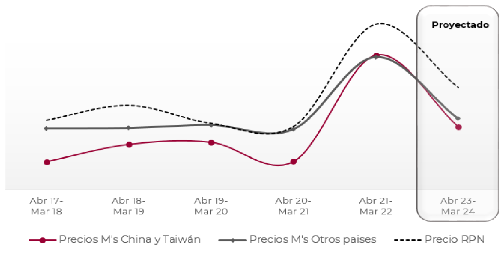 Proyectado
Abr 17- Abr 18- Abr 19- Abr 20- Abr 21- Abr 23-
Mar 18 Mar 19 Mar 20 Mar 21 Mar 22 Mar 24
Precios M's China y Taiwán Precios M's Otros paises Precio RPN